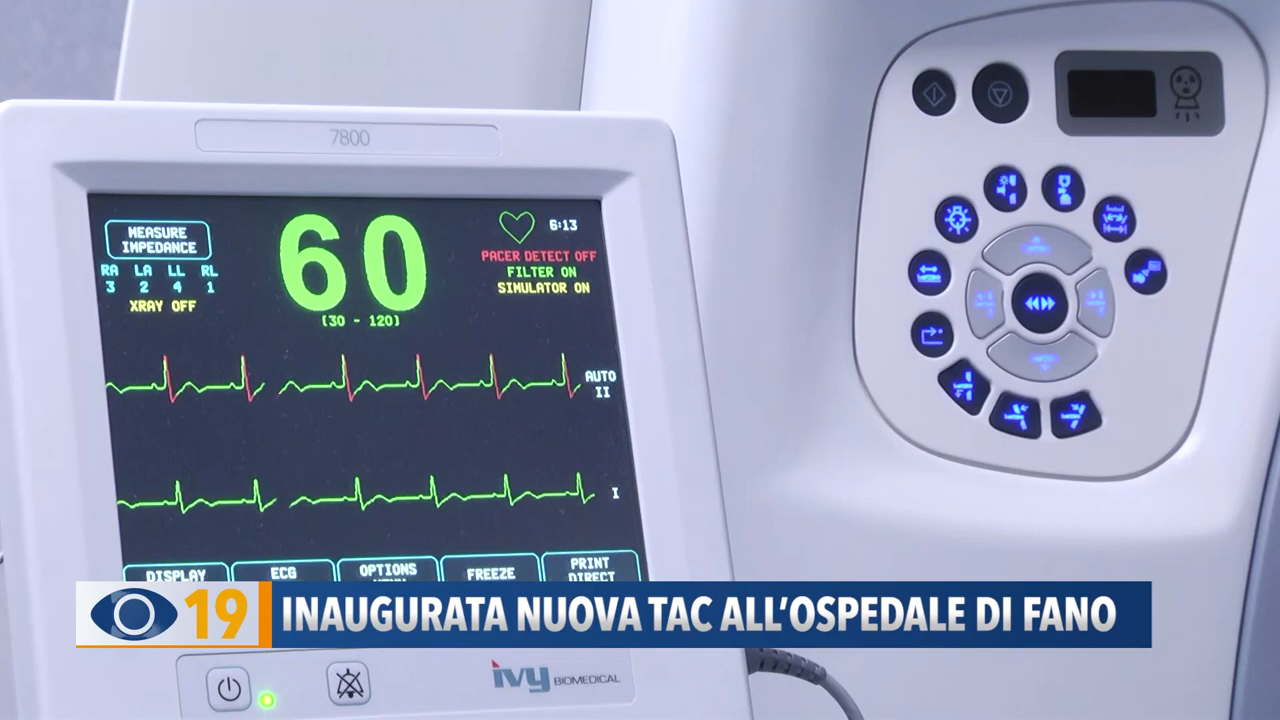 7800
MEASURE
IMPEDANCE
RA LA LL RL
3 2 4 1
XRAY OFF
60
(30 - 120)
6:13
PACER DETECT OFF
FILTER ON
SIMULATOR ON
AUTO
II
I
DISPLAY
ECG
OPTIONS
FREEZE
PRINT
DIRECT
19
INAUGURATA NUOVA TAC ALL'OSPEDALE DI FANO
ivy BIOMEDICAL